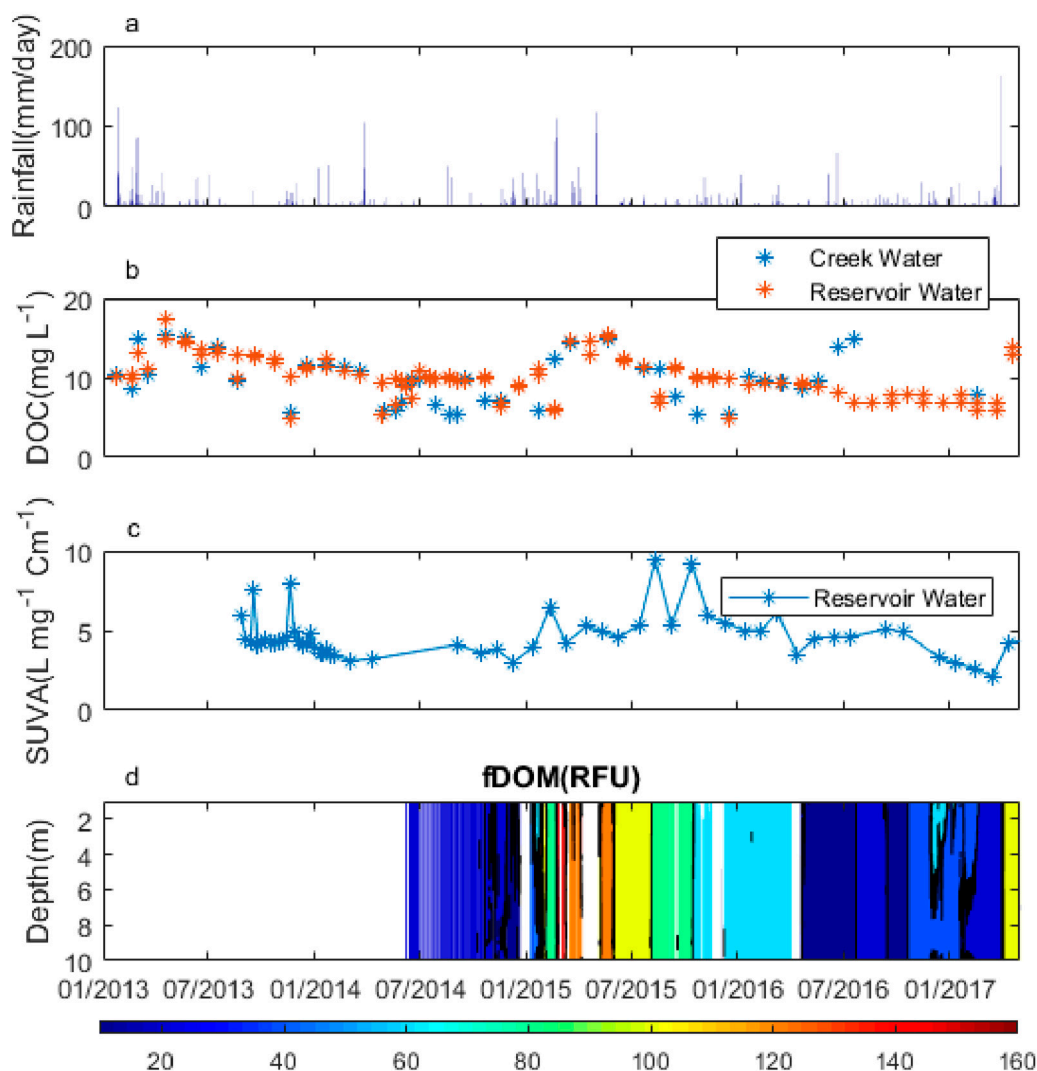 a
Rainfall(mm/day)
200
100
0
b
Creek Water
Reservoir Water
DOC(mg L⁻¹)
20
10
0
c
SUVA(L mg⁻¹ Cm⁻¹)
10
5
0
Reservoir Water
d
fDOM(RFU)
Depth(m)
2
4
6
8
10
01/2013 07/2013 01/2014 07/2014 01/2015 07/2015 01/2016 07/2016 01/2017
20 40 60 80 100 120 140 160